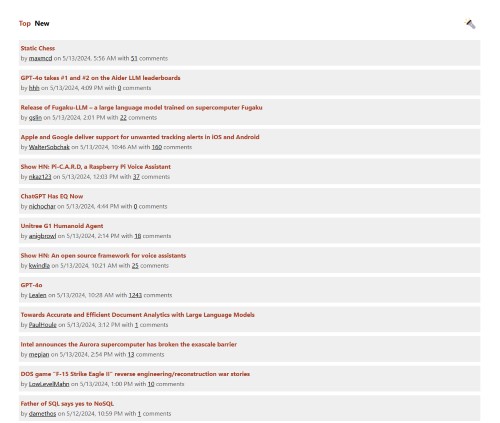 Top New
Static Chess
by maxmcd on 5/13/2024, 5:56 AM with 51 comments
GPT-4o takes #1 and #2 on the Aider LLM leaderboards
by hhh on 5/13/2024, 4:09 PM with 0 comments
Release of Fugaku-LLM – a large language model trained on supercomputer Fugaku
by gslin on 5/13/2024, 2:01 PM with 22 comments
Apple and Google deliver support for unwanted tracking alerts in iOS and Android
by WalterSobchak on 5/13/2024, 10:46 AM with 160 comments
Show HN: Pi-C.A.R.D, a Raspberry Pi Voice Assistant
by nkaz123 on 5/13/2024, 12:03 PM with 37 comments
ChatGPT Has EQ Now
by nichochar on 5/13/2024, 4:44 PM with 0 comments
Unitree G1 Humanoid Agent
by anigbrowl on 5/13/2024, 2:14 PM with 18 comments
Show HN: An open source framework for voice assistants
by kwindla on 5/13/2024, 10:21 AM with 25 comments
GPT-4o
by Lealen on 5/13/2024, 10:28 AM with 1243 comments
Towards Accurate and Efficient Document Analytics with Large Language Models
by PaulHoule on 5/13/2024, 3:12 PM with 1 comments
Intel announces the Aurora supercomputer has broken the exascale barrier
by mepian on 5/13/2024, 2:54 PM with 13 comments
DOS game "F-15 Strike Eagle II" reverse engineering/reconstruction war stories
by LowLevelMahn on 5/13/2024, 1:00 PM with 10 comments
Father of SQL says yes to NoSQL
by damethos on 5/12/2024, 10:59 PM with 1 comments